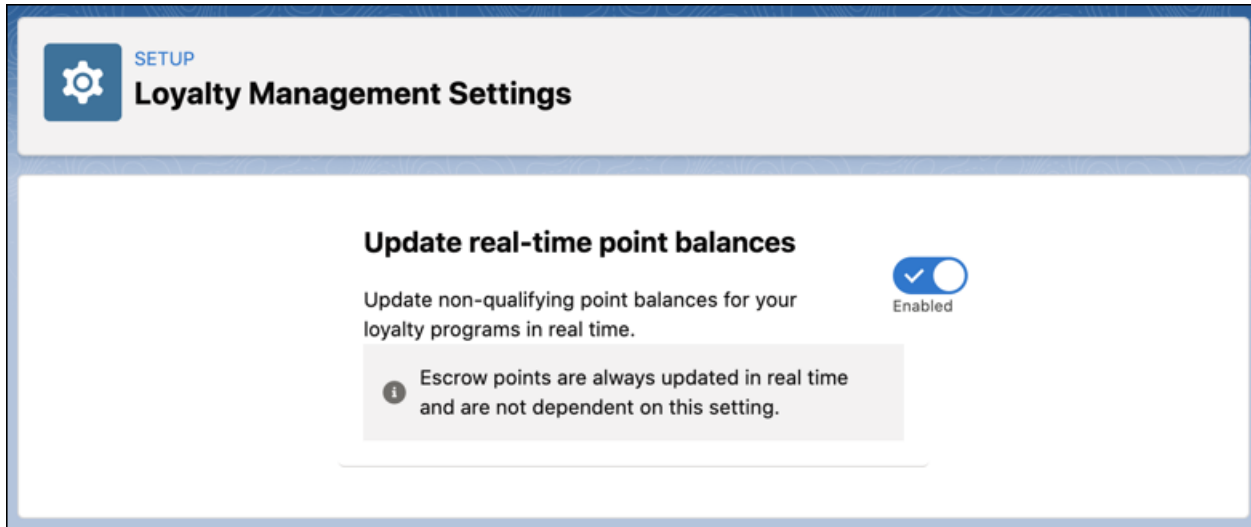 SETUP
Loyalty Management Settings
Update real-time point balances
Enabled
Update non-qualifying point balances for your
loyalty programs in real time.
Escrow points are always updated in real time
and are not dependent on this setting.